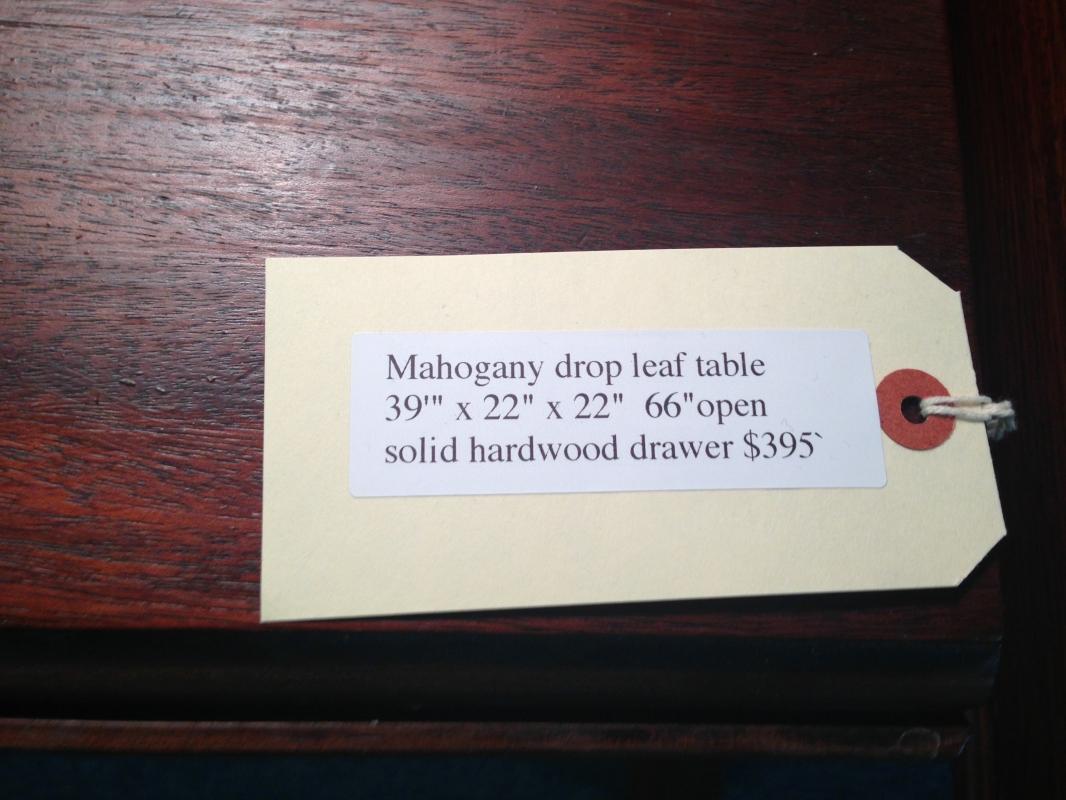 Mahogany drop leaf table
39'" x 22" x 22"  66"open
solid hardwood drawer $395`